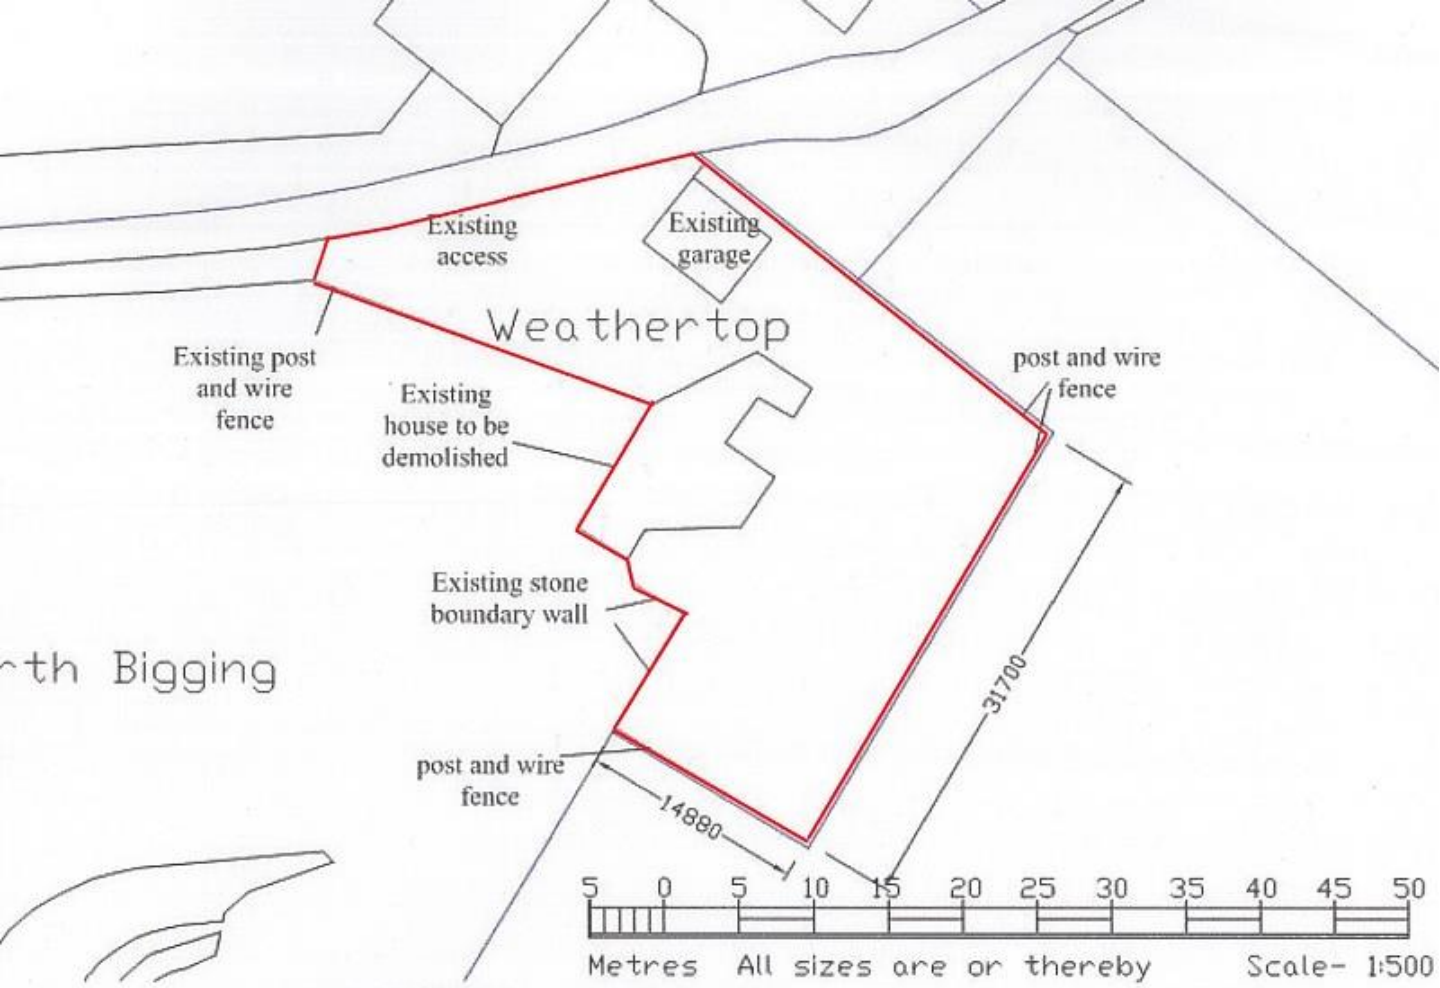 Existing
access
Existing
garage
Weathertop
Existing post
and wire
fence
post and wire
fence
Existing
house to be
demolished
Existing stone
boundary wall
rth Bigging
31700
post and wire
fence
14880
5 0 5 10 15 20 25 30 35 40 45 50
Metres All sizes are or thereby Scale- 1:500